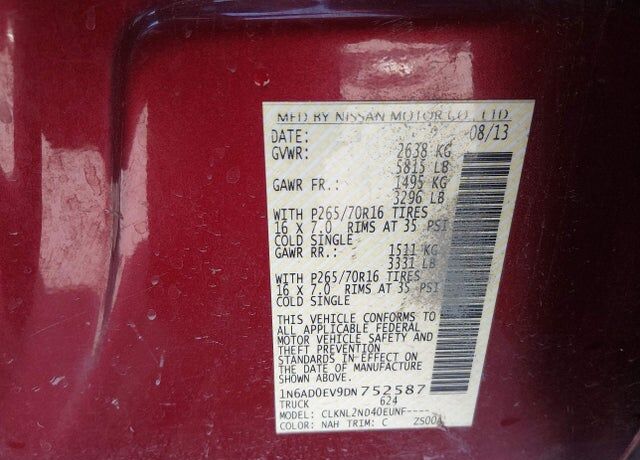 MFD BY NISSAN MOTOR CO., LTD
DATE: 08/13
GVWR: 2638 KG
5815 LB
GAWR FR.: 1495 KG
3296 LB
WITH P265/70R16 TIRES
16 X 7.0 RIMS AT 35 PSI
COLD SINGLE
GAWR RR.: 1511 KG
3331 LB
WITH P265/70R16 TIRES
16 X 7.0 RIMS AT 35 PSI
COLD SINGLE
THIS VEHICLE CONFORMS TO
ALL APPLICABLE FEDERAL
MOTOR VEHICLE SAFETY AND
THEFT PREVENTION
STANDARDS IN EFFECT ON
THE DATE OF MANUFACTURE
SHOWN ABOVE.
1N6AD0EV9DN752587
TRUCK 624
MODEL: CLKNL2ND40EUNF----
COLOR: NAH TRIM: C ZS00A